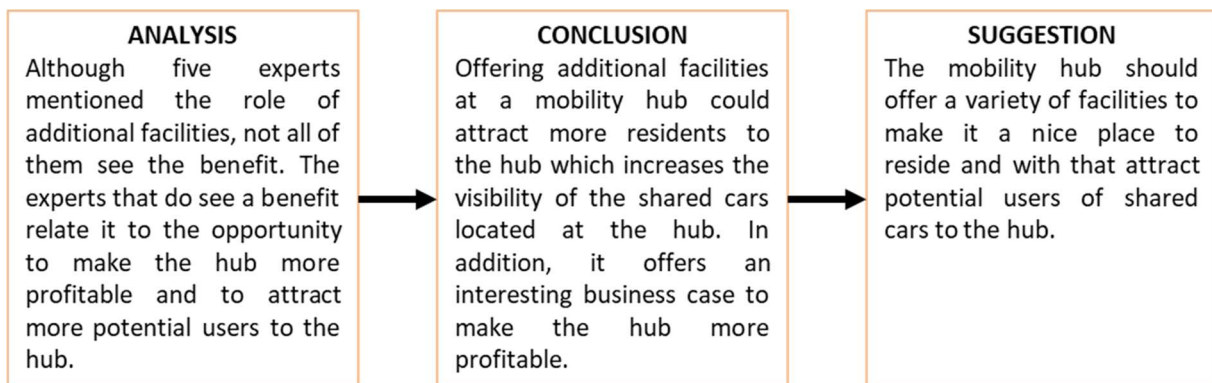 ANALYSIS
Although five experts
mentioned the role of
additional facilities, not all of
them see the benefit. The
experts that do see a benefit
relate it to the opportunity
to make the hub more
profitable and to attract
more potential users to the
hub.
CONCLUSION
Offering additional facilities
at a mobility hub could
attract more residents to
the hub which increases the
visibility of the shared cars
located at the hub. In
addition, it offers an
interesting business case to
make the hub more
profitable.
SUGGESTION
The mobility hub should
offer a variety of facilities to
make it a nice place to
reside and with that attract
potential users of shared
cars to the hub.